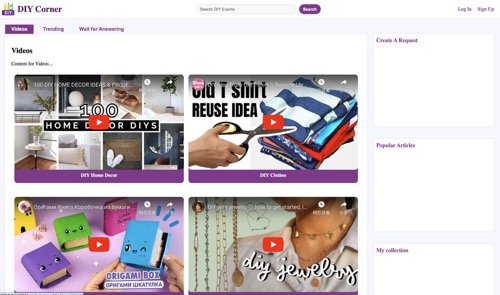 DIY
DIY Corner
Search DIY Events
Search
Log In
Sign Up
Videos
Trending
Wait for Answering
Videos
Content for Videos...
Create A Request
100 DIY HOME DECOR IDEAS &
100
HOME DECOR DIYS
DIY Home Decor
Old T shirt
REUSE IDEA
DIY Clothes
Popular Articles
Оригами Книга Коробочка из бумаги
ORIGAMI BOX
ОРИГАМИ ШКАТУЛКА
DIY wire jewelry ♡ how to get started,
diy jewelry
My collection